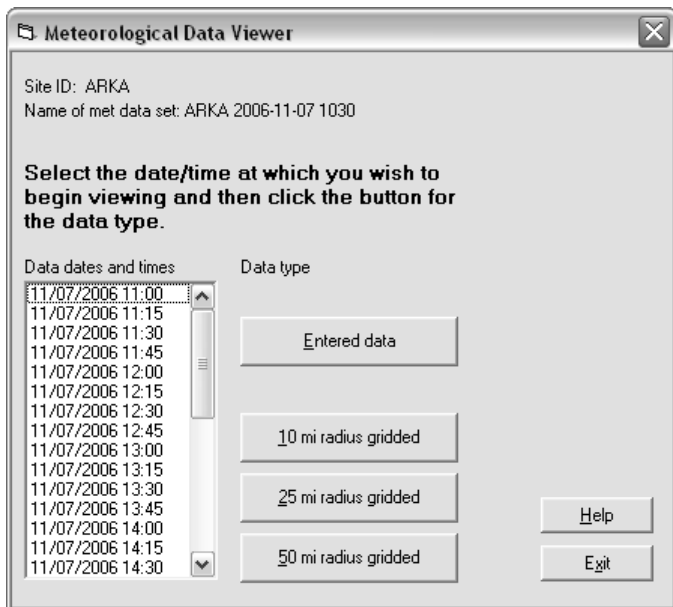 Meteorological Data Viewer
Site ID: ARKA
Name of met data set: ARKA 2006-11-07 1030
Select the date/time at which you wish to
begin viewing and then click the button for
the data type.
Data dates and times
11/07/2006 11:00
11/07/2006 11:15
11/07/2006 11:30
11/07/2006 11:45
11/07/2006 12:00
11/07/2006 12:15
11/07/2006 12:30
11/07/2006 12:45
11/07/2006 13:00
11/07/2006 13:15
11/07/2006 13:30
11/07/2006 13:45
11/07/2006 14:00
11/07/2006 14:15
11/07/2006 14:30
Data type
Entered data
10 mi radius gridded
25 mi radius gridded
50 mi radius gridded
Help
Exit